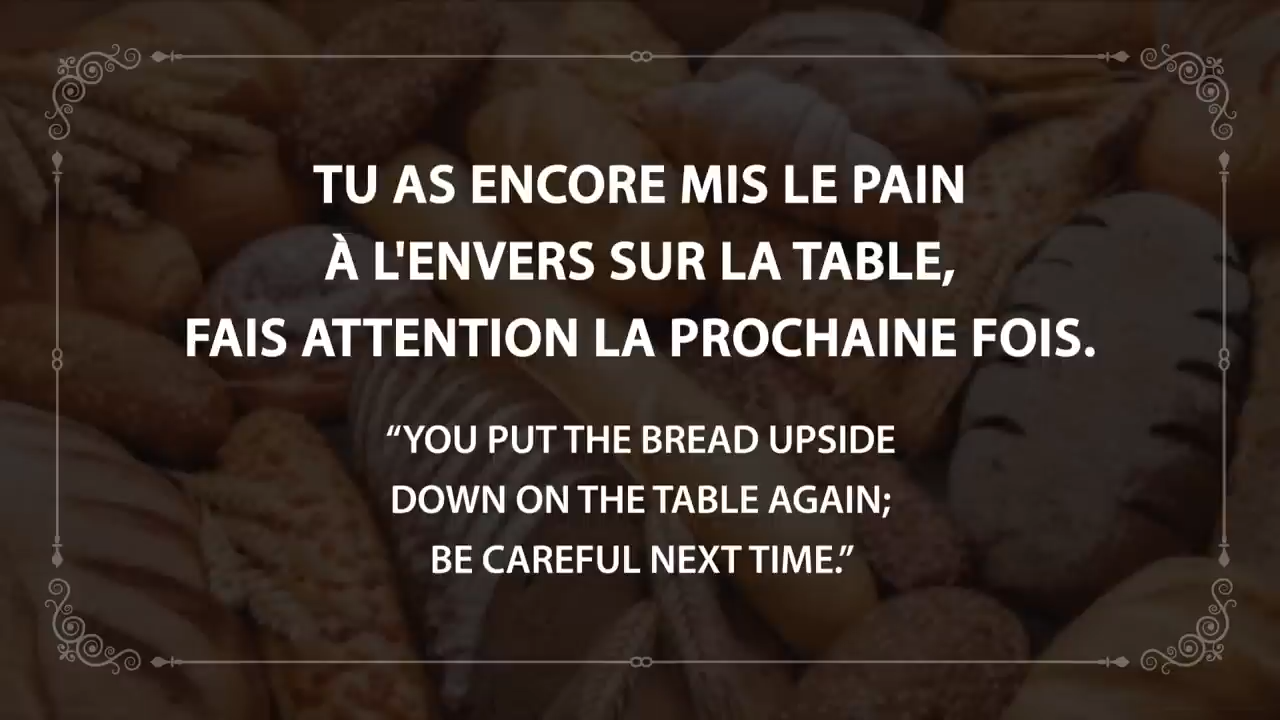 TU AS ENCORE MIS LE PAIN
À L'ENVERS SUR LA TABLE,
FAIS ATTENTION LA PROCHAINE FOIS.
“YOU PUT THE BREAD UPSIDE
DOWN ON THE TABLE AGAIN;
BE CAREFUL NEXT TIME.”